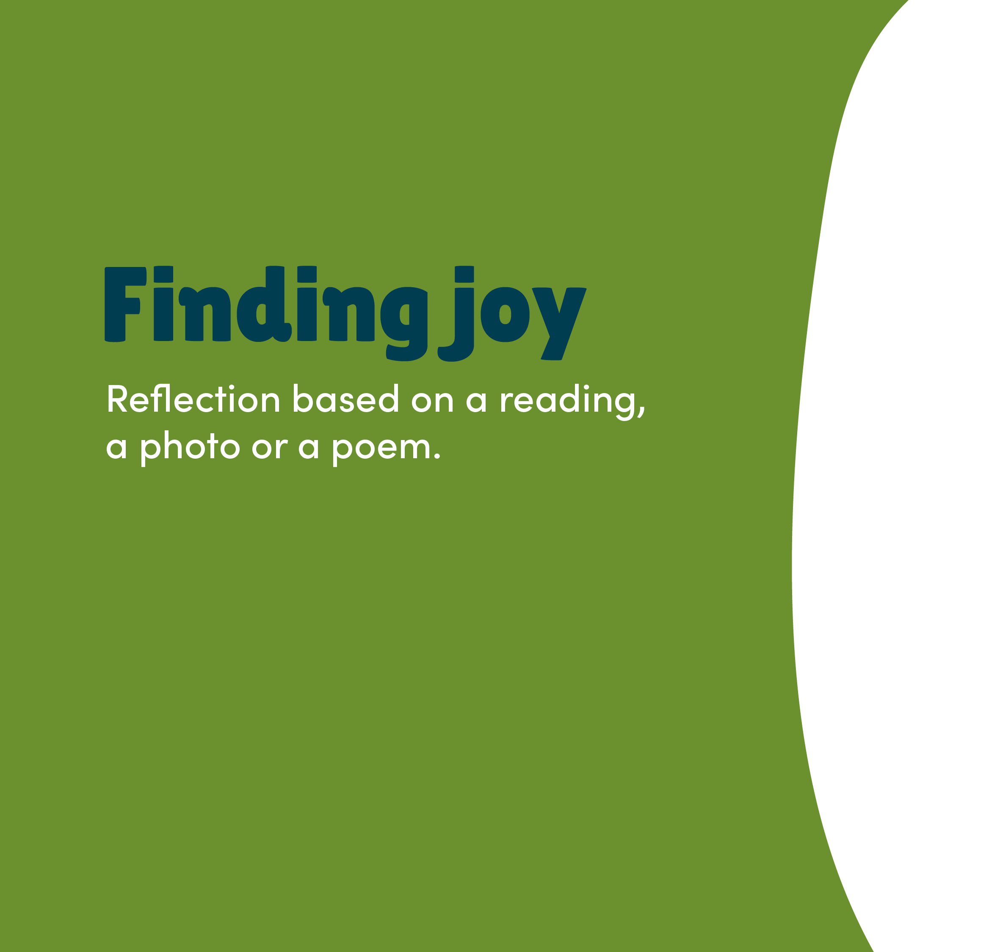 Finding joy
Reflection based on a reading,
a photo or a poem.